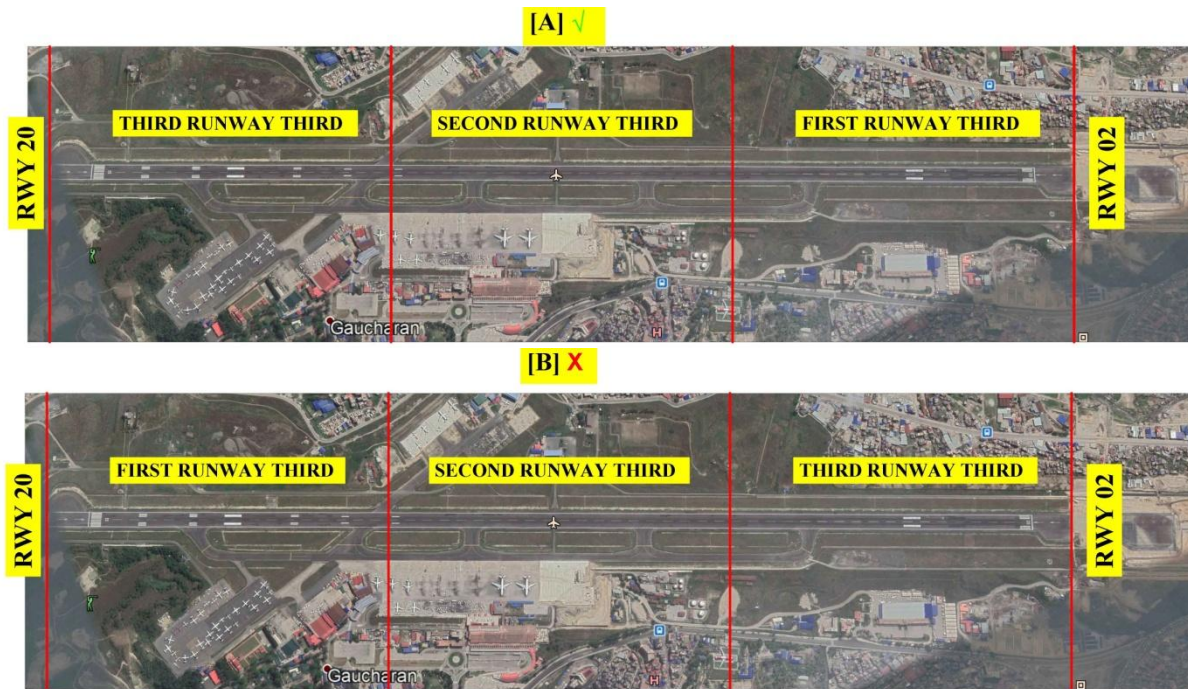 [A] √
THIRD RUNWAY THIRD
SECOND RUNWAY THIRD
FIRST RUNWAY THIRD
RWY 20
RWY 02
H
Gaucharan
[B] X
FIRST RUNWAY THIRD
SECOND RUNWAY THIRD
THIRD RUNWAY THIRD
RWY 20
RWY 02
H
Gaucharan